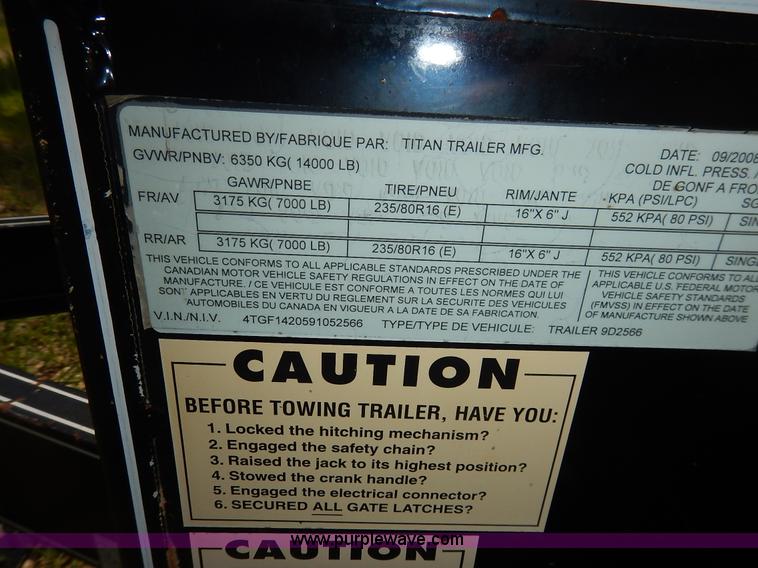 MANUFACTURED BY/FABRIQUE PAR: TITAN TRAILER MFG.
DATE: 09/2008
GVWR/PNBV: 6350 KG( 14000 LB)
COLD INFL. PRESS./
DE GONF A FRO
GAWR/PNBE TIRE/PNEU RIM/JANTE KPA (PSI/LPC) SG
FR/AV 3175 KG( 7000 LB) 235/80R16 (E) 16"X 6" J 552 KPA( 80 PSI) SIN
RR/AR 3175 KG( 7000 LB) 235/80R16 (E) 16"X 6" J 552 KPA( 80 PSI) SING
THIS VEHICLE CONFORMS TO ALL APPLICABLE STANDARDS PRESCRIBED UNDER THE
CANADIAN MOTOR VEHICLE SAFETY REGULATIONS IN EFFECT ON THE DATE OF
MANUFACTURE. / CE VEHICULE EST CONFORME A TOUTES LES NORMES QUI LUI
SONT APPLICABLES EN VERTU DU REGLEMENT SUR LA SECURITE DES VEHICULES
AUTOMOBILES DU CANADA EN VIGUEUR A LA DATE DE SA FABRICATION.
THIS VEHICLE CONFORMS TO ALL
APPLICABLE U.S. FEDERAL MOTOR
VEHICLE SAFETY STANDARDS
(FMVSS) IN EFFECT ON THE DATE
OF MANUFACTURE SHOWN ABOVE
V.I.N./N.I.V. 4TGF1420591052566 TYPE/TYPE DE VEHICULE: TRAILER 9D2566
CAUTION
BEFORE TOWING TRAILER, HAVE YOU:
1. Locked the hitching mechanism?
2. Engaged the safety chain?
3. Raised the jack to its highest position?
4. Stowed the crank handle?
5. Engaged the electrical connector?
6. SECURED ALL GATE LATCHES?
www.purplewave.com
CAUTION